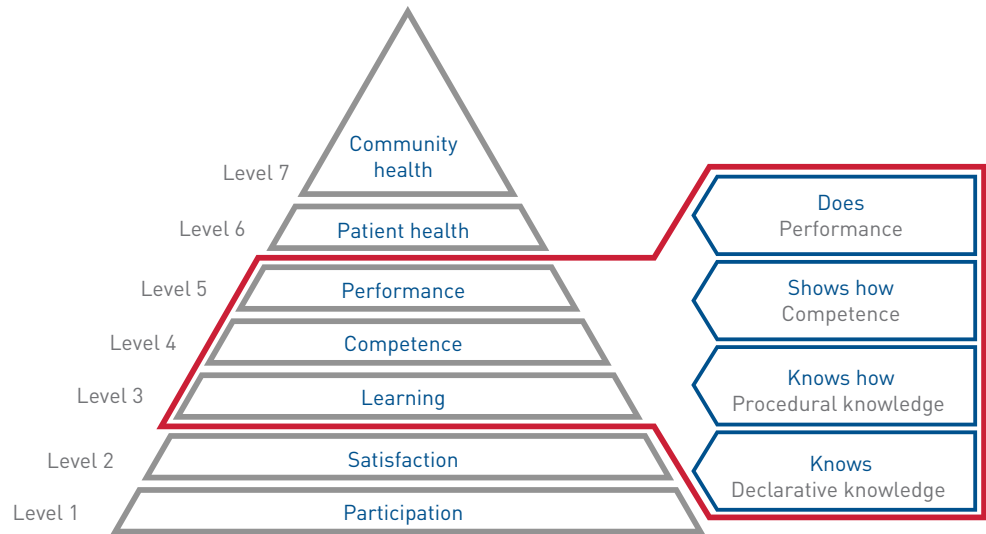 Community
health
Level 7
Patient health
Level 6
Performance
Level 5
Competence
Level 4
Learning
Level 3
Satisfaction
Level 2
Participation
Level 1
Does
Performance
Shows how
Competence
Knows how
Procedural knowledge
Knows
Declarative knowledge